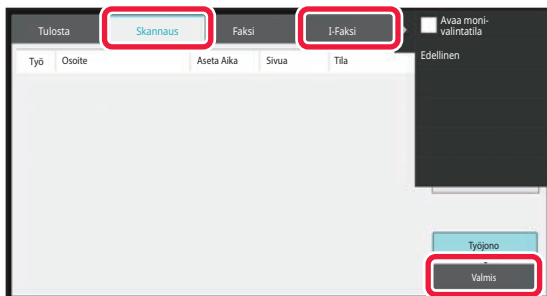 Tulosta
Skannaus
Faksi
I-Faksi
Avaa moni-
valintatila
Työ
Osoite
Aseta Aika
Sivua
Tila
Edellinen
Työjono
Valmis